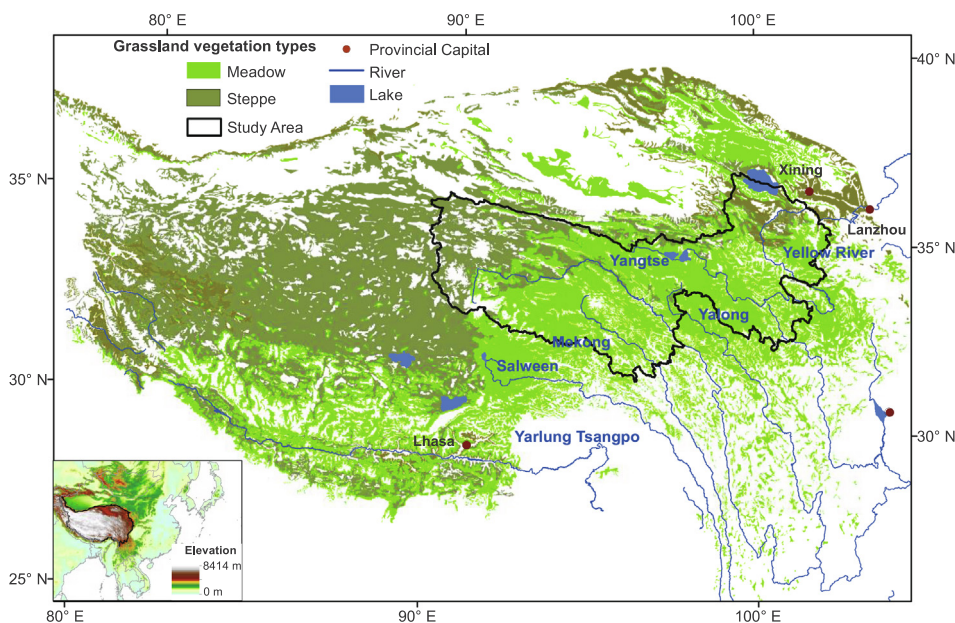 80° E
90° E
100° E
Grassland vegetation types
Meadow
Steppe
Study Area
Provincial Capital
River
Lake
40° N
35° N
Xining
Lanzhou
35° N
Yellow River
Yangtse
Yalong
Mekong
Salween
30° N
30° N
Lhasa
Yarlung Tsangpo
Elevation
8414 m
0 m
25° N
80° E
90° E
100° E